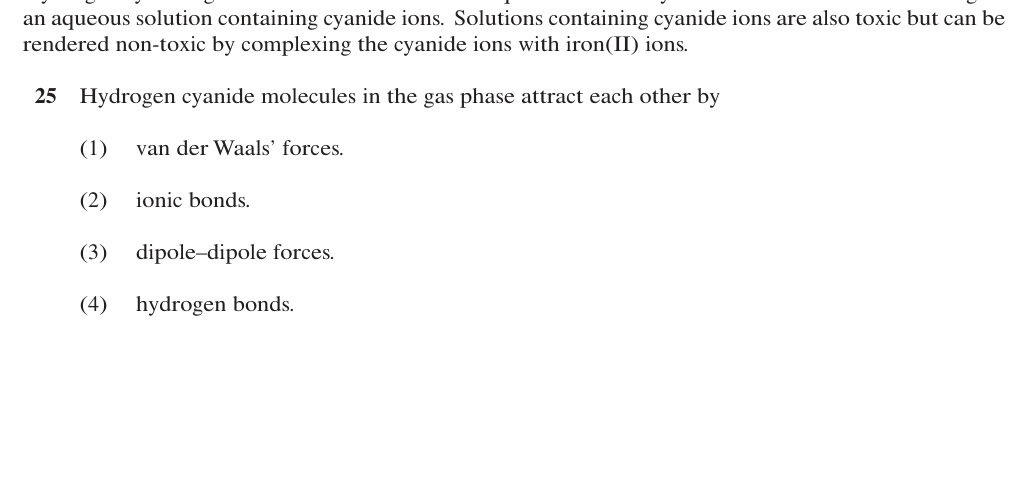 an aqueous solution containing cyanide ions. Solutions containing cyanide ions are also toxic but can be
rendered non-toxic by complexing the cyanide ions with iron(II) ions.
25 Hydrogen cyanide molecules in the gas phase attract each other by
(1) van der Waals’ forces.
(2) ionic bonds.
(3) dipole–dipole forces.
(4) hydrogen bonds.